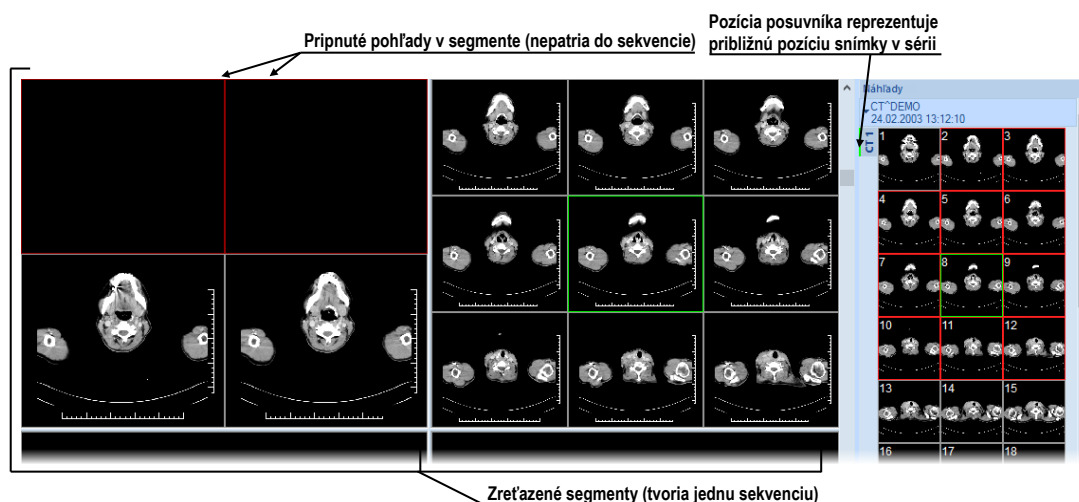 Pozícia posuvníka reprezentuje
Pripnuté pohľady v segmente (nepatria do sekvencie)
približnú pozíciu snímky v sérii
Náhľady
CT^DEMO
24.02.2003 13:12:10
CT 1
1 2 3
4 5 6
7 8 9
10 11 12
13 14 15
16 17 18
Zreťazené segmenty (tvoria jednu sekvenciu)